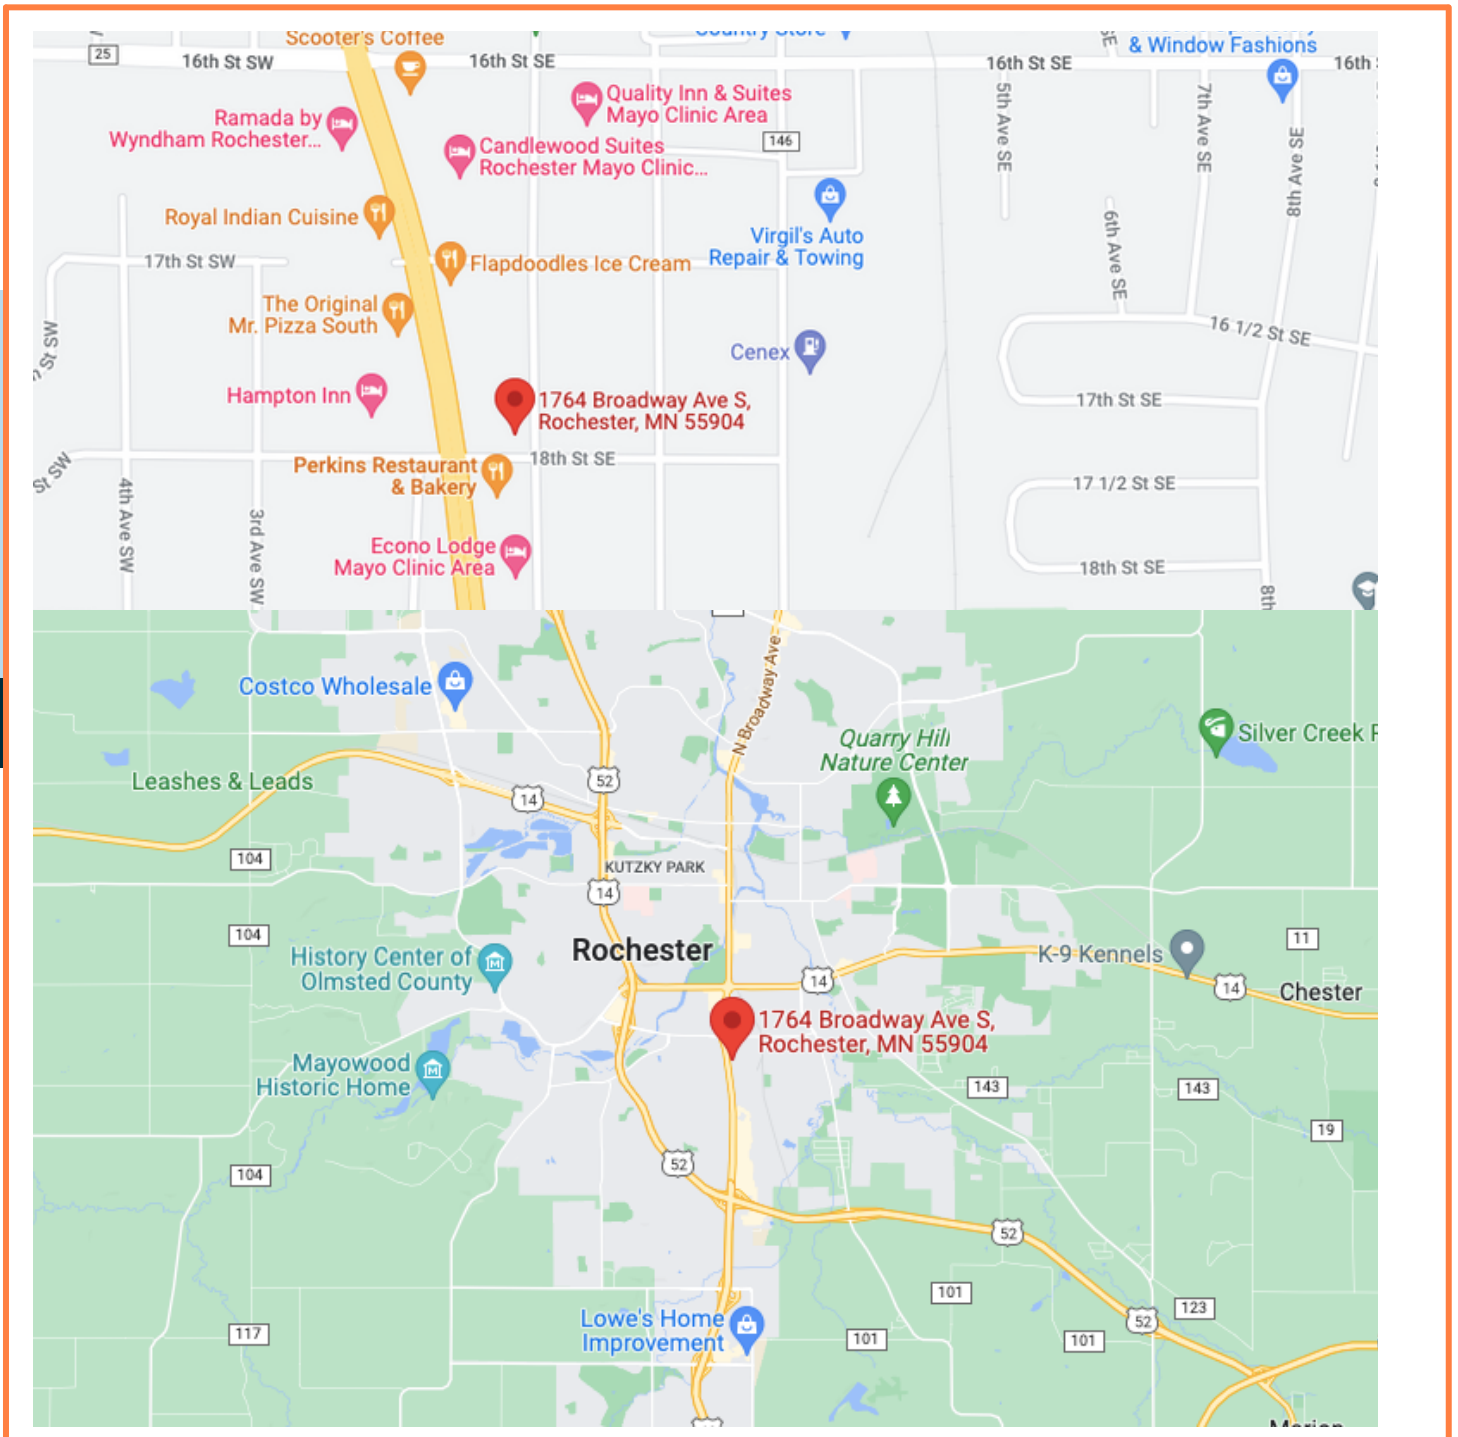 Scooter's Coffee
Country Store
& Window Fashions
25
16th St SW
16th St SE
16th St SE
16th
Quality Inn & Suites
Mayo Clinic Area
Ramada by
Wyndham Rochester...
Candlewood Suites
Rochester Mayo Clinic...
146
5th Ave SE
7th Ave SE
8th Ave SE
6th Ave SE
Royal Indian Cuisine
Virgil's Auto
Repair & Towing
17th St SW
Flapdoodles Ice Cream
The Original
Mr. Pizza South
St SW
16 1/2 St SE
Cenex
Hampton Inn
1764 Broadway Ave S,
Rochester, MN 55904
17th St SE
St SW
Perkins Restaurant
& Bakery
18th St SE
17 1/2 St SE
4th Ave SW
3rd Ave SW
Econo Lodge
Mayo Clinic Area
18th St SE
8th
Costco Wholesale
N Broadway Ave
Quarry Hill
Nature Center
Silver Creek
Leashes & Leads
52
14
104
KUTZKY PARK
14
104
History Center of
Olmsted County
Rochester
K-9 Kennels
11
14
14
Chester
1764 Broadway Ave S,
Rochester, MN 55904
Mayowood
Historic Home
143
143
19
104
52
52
101
123
52
Lowe's Home
Improvement
117
101
101